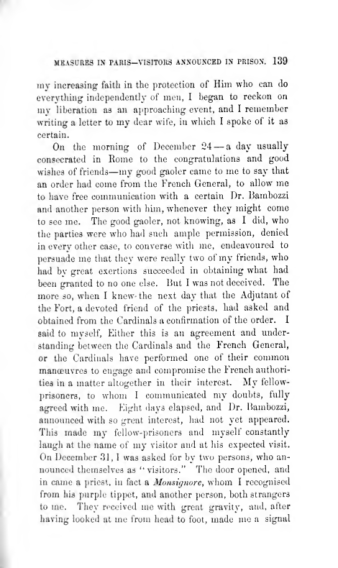 MEASURES IN PARIS—VISITORS ANNOUNCED IN PRISON. 139
my increasing faith in the protection of Him who can do
everything independently of men, I began to reckon on
my liberation as an approaching event, and I remember
writing a letter to my dear wife, in which I spoke of it as
certain.
On the morning of December 24—a day usually
consecrated in Rome to the congratulations and good
wishes of friends—my good gaoler came to me to say that
an order had come from the French General, to allow me
to have free communication with a certain Dr. Bambozzi
and another person with him, whenever they might come
to see me. The good gaoler, not knowing, as I did, who
the parties were who had such ample permission, denied
in every other case, to converse with me, endeavoured to
persuade me that they were really two of my friends, who
had by great exertions succeeded in obtaining what had
been granted to no one else. But I was not deceived. The
more so, when I knew the next day that the Adjutant of
the Fort, a devoted friend of the priests, had asked and
obtained from the Cardinals a confirmation of the order. I
said to myself, Either this is an agreement and under-
standing between the Cardinals and the French General,
or the Cardinals have performed one of their common
manœuvres to engage and compromise the French authori-
ties in a matter altogether in their interest. My fellow-
prisoners, to whom I communicated my doubts, fully
agreed with me. Eight days elapsed, and Dr. Bambozzi,
announced with so great interest, had not yet appeared.
This made my fellow-prisoners and myself constantly
laugh at the name of my visitor and at his expected visit.
On December 31, I was asked for by two persons, who an-
nounced themselves as "visitors." The door opened, and
in came a priest, in fact a Monsignore, whom I recognised
from his purple tippet, and another person, both strangers
to me. They received me with great gravity, and, after
having looked at me from head to foot, made me a signal